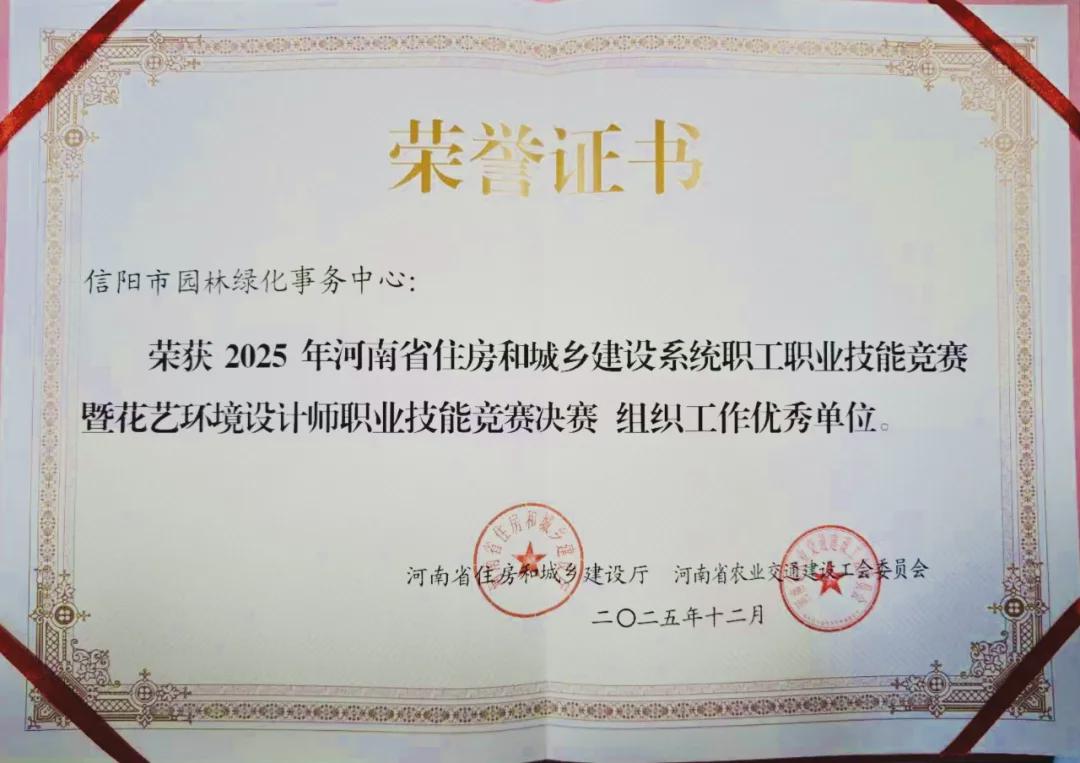 荣誉证书
信阳市园林绿化事务中心：
荣获 2025 年河南省住房和城乡建设系统职工职业技能竞赛
暨花艺环境设计师职业技能竞赛决赛 组织工作优秀单位。
河南省住房和城乡建设厅 河南省农业交通建设工会委员会
二〇二五年十二月